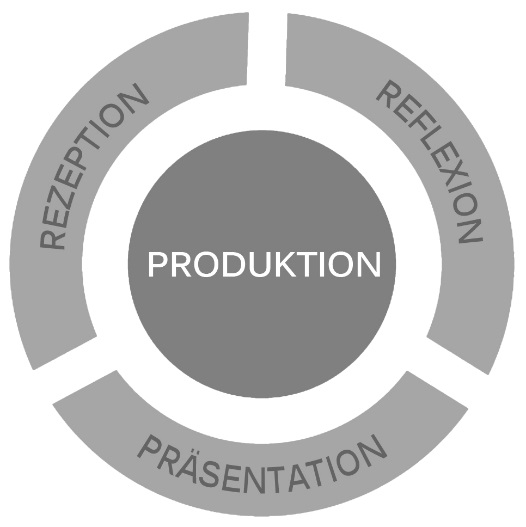 REZEPTION
REFLEXION
PRODUKTION
PRÄSENTATION